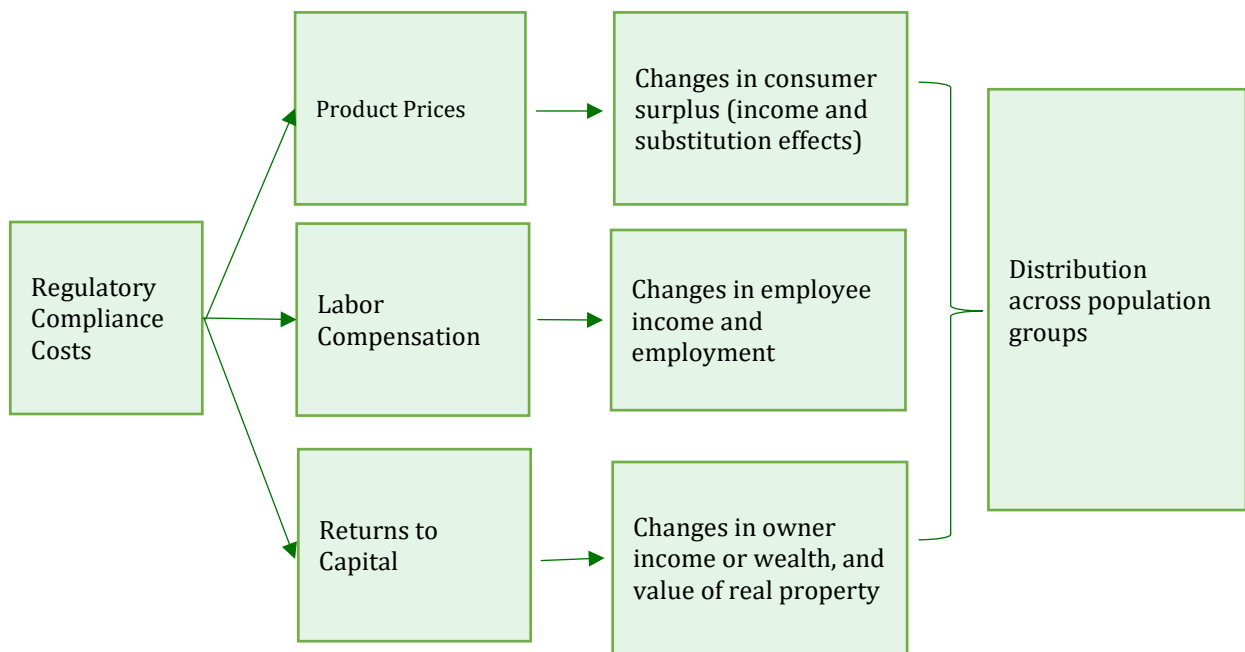 Regulatory
Compliance
Costs
Product Prices
Changes in consumer
surplus (income and
substitution effects)
Labor
Compensation
Changes in employee
income and
employment
Returns to
Capital
Changes in owner
income or wealth, and
value of real property
Distribution
across population
groups